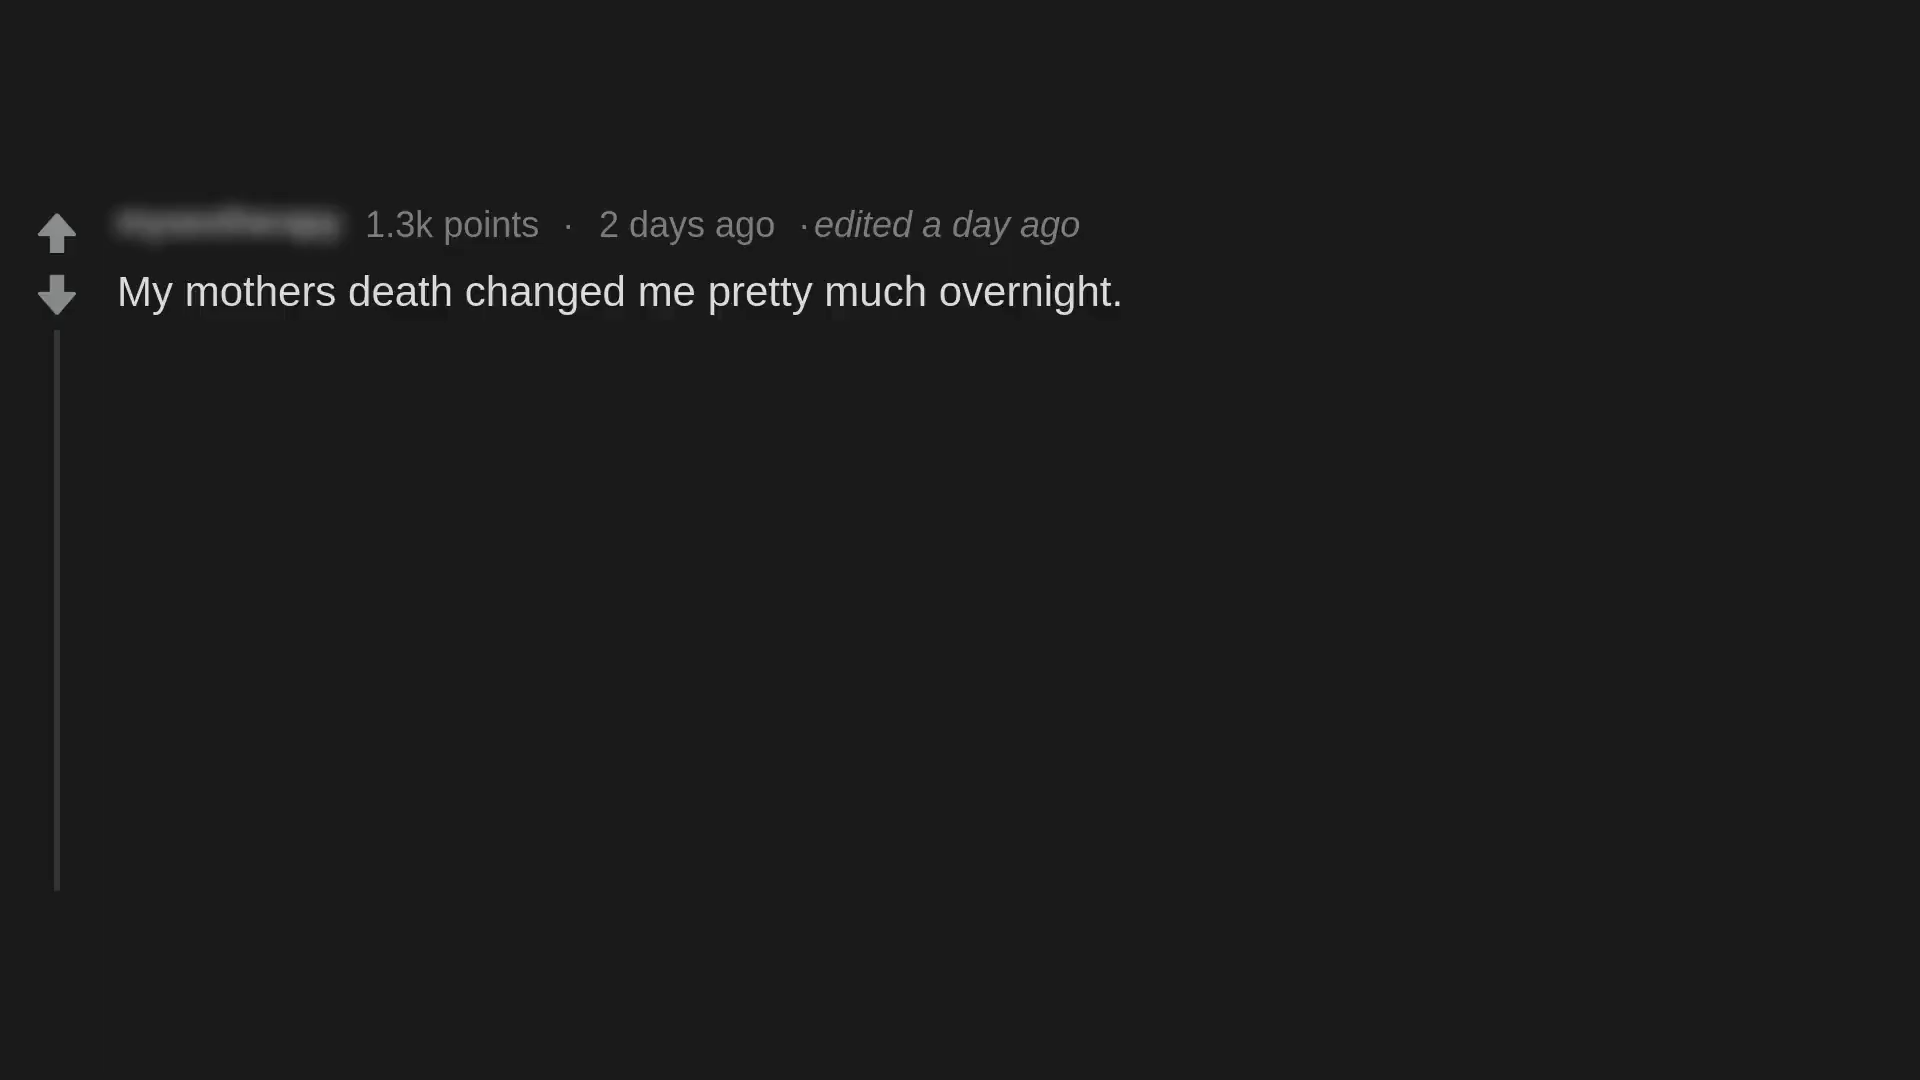 1.3k points · 2 days ago · edited a day ago
My mothers death changed me pretty much overnight.